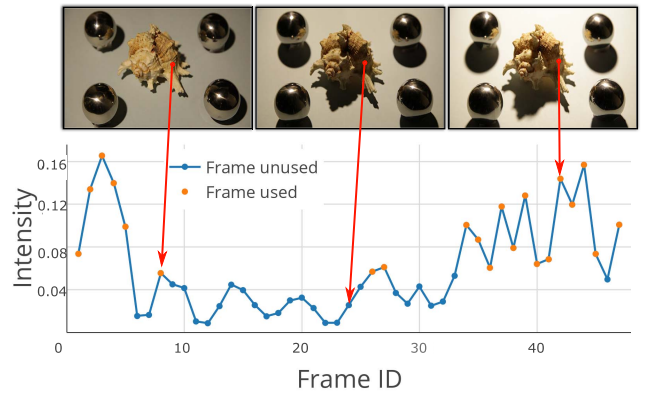 0.16
0.12
0.08
0.04
Intensity
Frame unused
Frame used
0 10 20 30 40
Frame ID